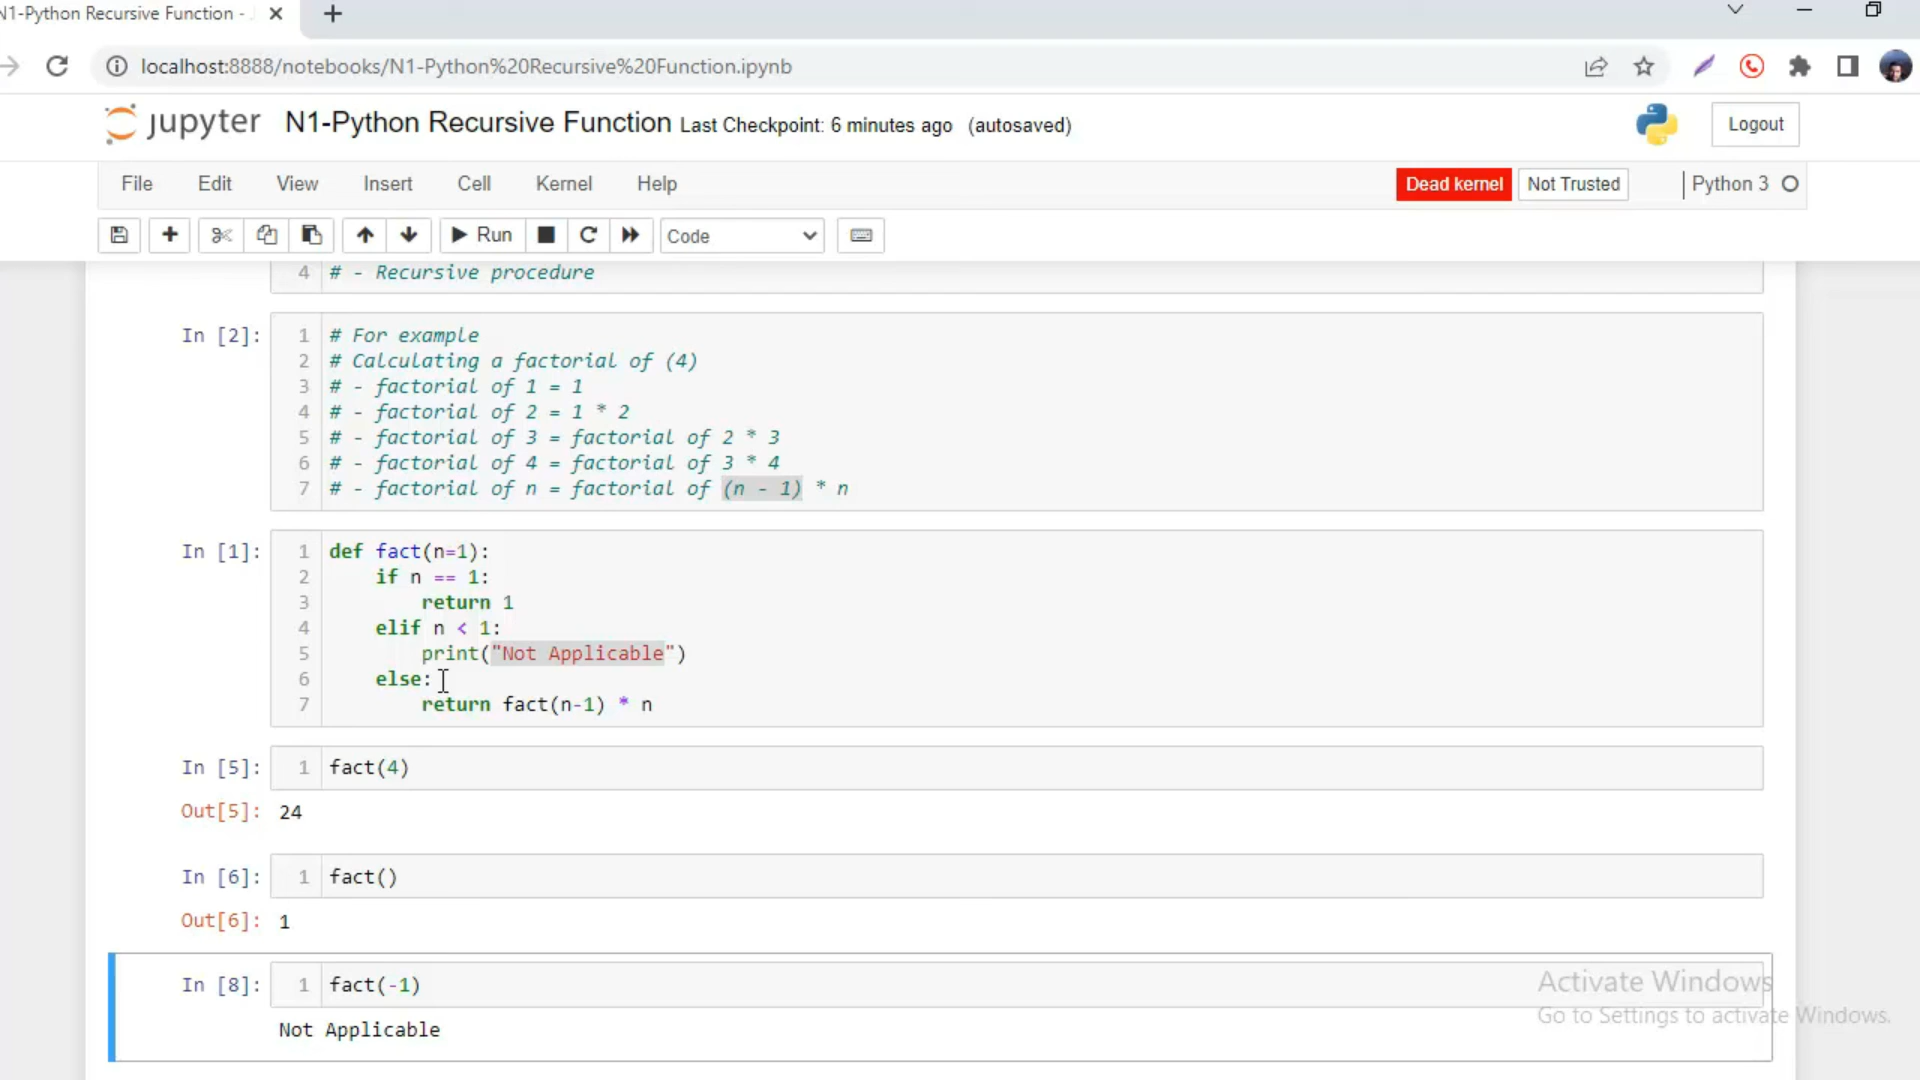 N1-Python Recursive Function -
localhost:8888/notebooks/N1-Python%20Recursive%20Function.ipynb
jupyter N1-Python Recursive Function Last Checkpoint: 6 minutes ago (autosaved) Logout
File Edit View Insert Cell Kernel Help Dead kernel Not Trusted Python 3
Run Code
4 # - Recursive procedure
In [2]: 1 # For example
2 # Calculating a factorial of (4)
3 # - factorial of 1 = 1
4 # - factorial of 2 = 1 * 2
5 # - factorial of 3 = factorial of 2 * 3
6 # - factorial of 4 = factorial of 3 * 4
7 # - factorial of n = factorial of (n - 1) * n
In [1]: 1 def fact(n=1):
2     if n == 1:
3         return 1
4     elif n < 1:
5         print("Not Applicable")
6     else:
7         return fact(n-1) * n
In [5]: 1 fact(4)
Out[5]: 24
In [6]: 1 fact()
Out[6]: 1
In [8]: 1 fact(-1)
Not Applicable
Activate Windows
Go to Settings to activate Windows.